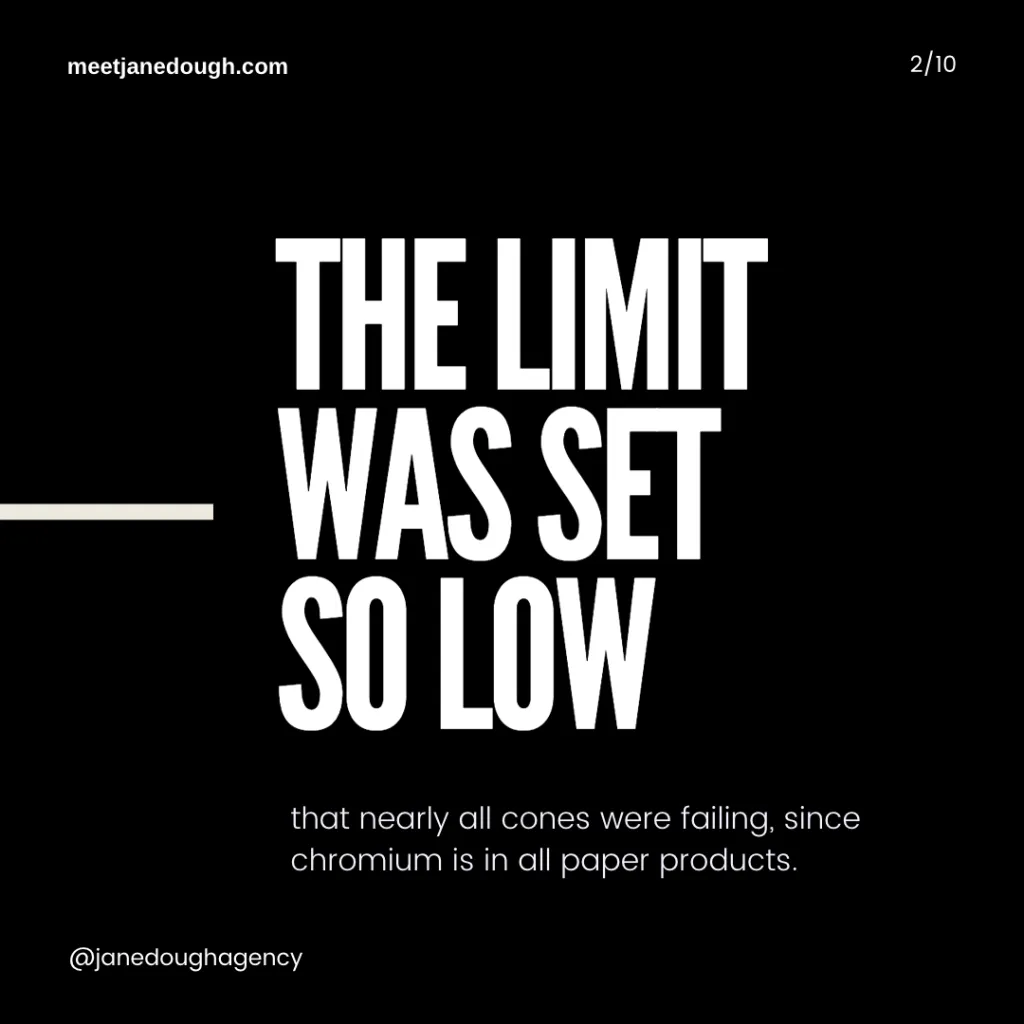 meetjanedough.com
2/10
THE LIMIT
WAS SET
SO LOW
that nearly all cones were failing, since
chromium is in all paper products.
@janedoughagency